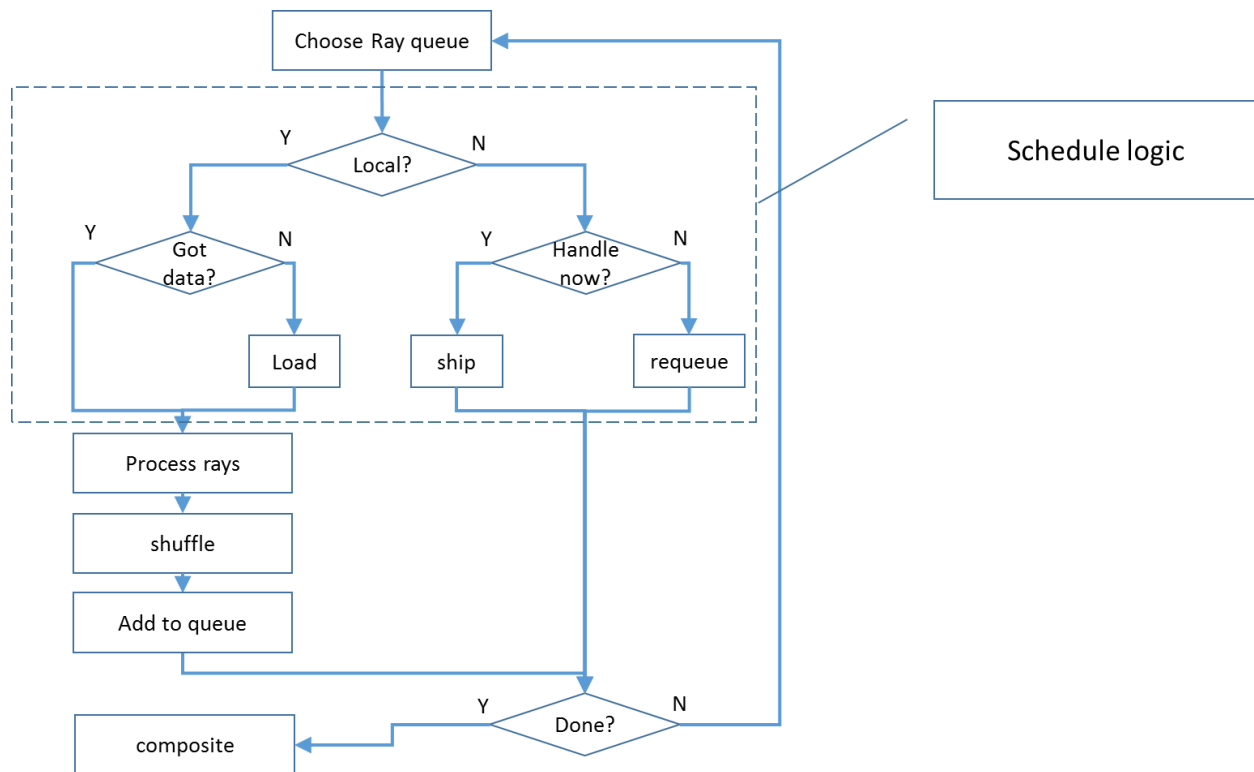 Choose Ray queue
Schedule logic
Y
N
Local?
Y
N
Y
N
Got
data?
Handle
now?
Load
ship
requeue
Process rays
shuffle
Add to queue
Y
N
Done?
composite